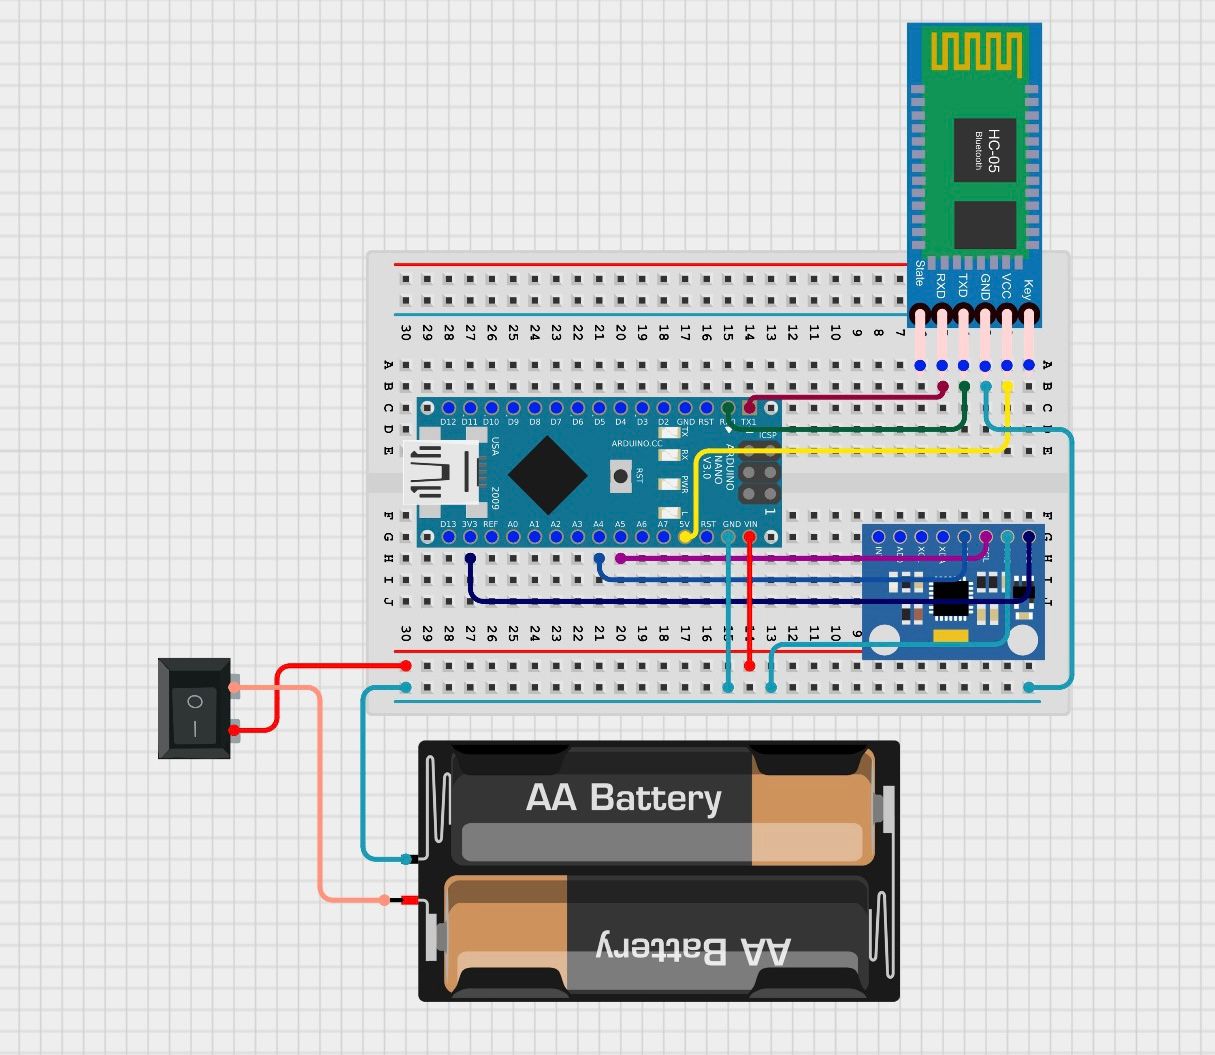 HC-05
Bluetooth
State
RXD
TXD
GND
VCC
Key
30 29 28 27 26 25 24 23 22 21 20 19 18 17 16 15 14 13 12 11 10 9 8 7
A A
B B
C C
D12 D11 D10 D9 D8 D7 D6 D5 D4 D3 D2 GND RST TX1
D
ICSP
TX
ARDUINO.CC
USA
E E
RX
RST
ARDUINO
NANO
V3.0
PWR
2009
1
L
F F
D13 3V3 REF A0 A1 A2 A3 A4 A5 A6 A7 5V RST GND VIN
G G
H H
I I
J J
30 29 28 27 26 25 24 23 22 21 20 19 18 17 16 15 14 13 12 11 10 9
AA Battery
AA Battery